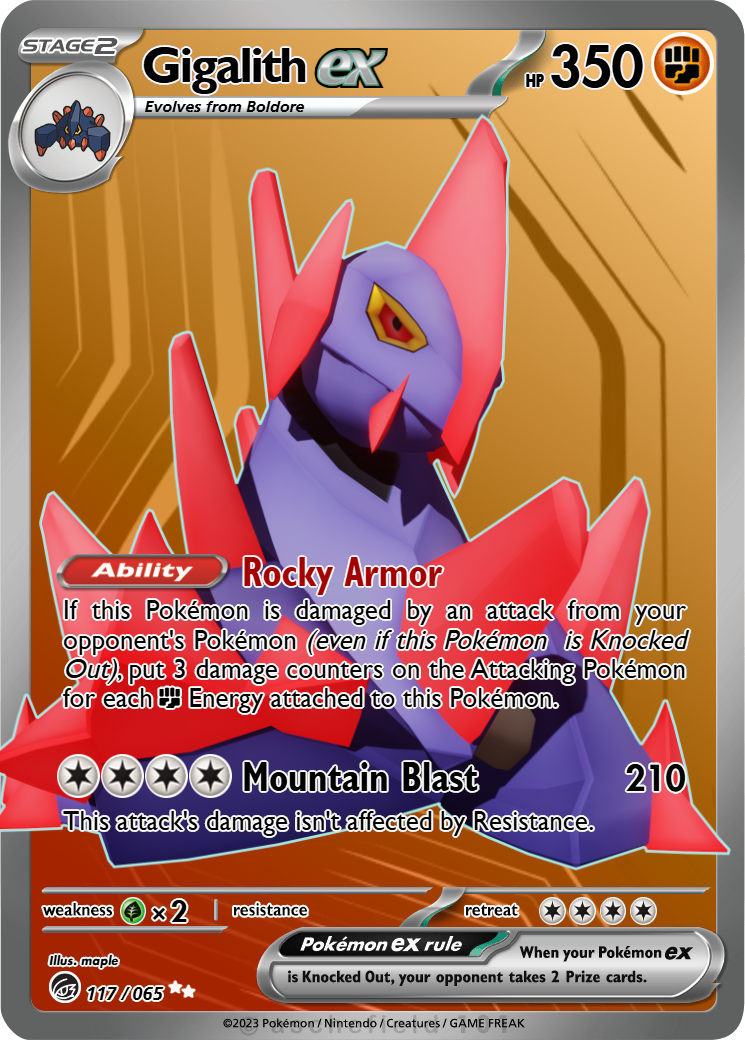 STAGE2
Gigalith ex
HP 350
Evolves from Boldore
Ability Rocky Armor
If this Pokémon is damaged by an attack from your
opponent's Pokémon (even if this Pokémon is Knocked
Out), put 3 damage counters on the Attacking Pokémon
for each Energy attached to this Pokémon.
Mountain Blast 210
This attack's damage isn't affected by Resistance.
weakness ×2 resistance retreat
Pokémon ex rule
When your Pokémon ex
is Knocked Out, your opponent takes 2 Prize cards.
Illus. maple
117/065
©2023 Pokémon / Nintendo / Creatures / GAME FREAK